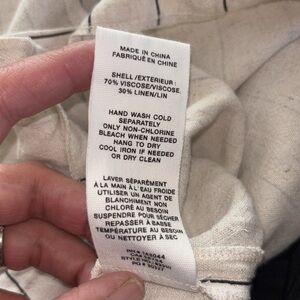 MADE IN CHINA
FABRIQUÉ EN CHINE
SHELL/EXTERIEUR:
70% VISCOSE/VISCOSE
30% LINEN/LIN
HAND WASH COLD
SEPARATELY
ONLY NON-CHLORINE
BLEACH WHEN NEEDED
HANG TO DRY
COOL IRON IF NEEDED
OR DRY CLEAN
LAVER SÉPARÉMENT
À LA MAIN À L'EAU FROIDE
UTILISER UN AGENT DE
BLANCHIMENT NON
CHLORÉ AU BESOIN
SUSPENDRE POUR SÉCHER
REPASSER À BASSE
TEMPÉRATURE AU BESOIN
OU NETTOYER À SEC